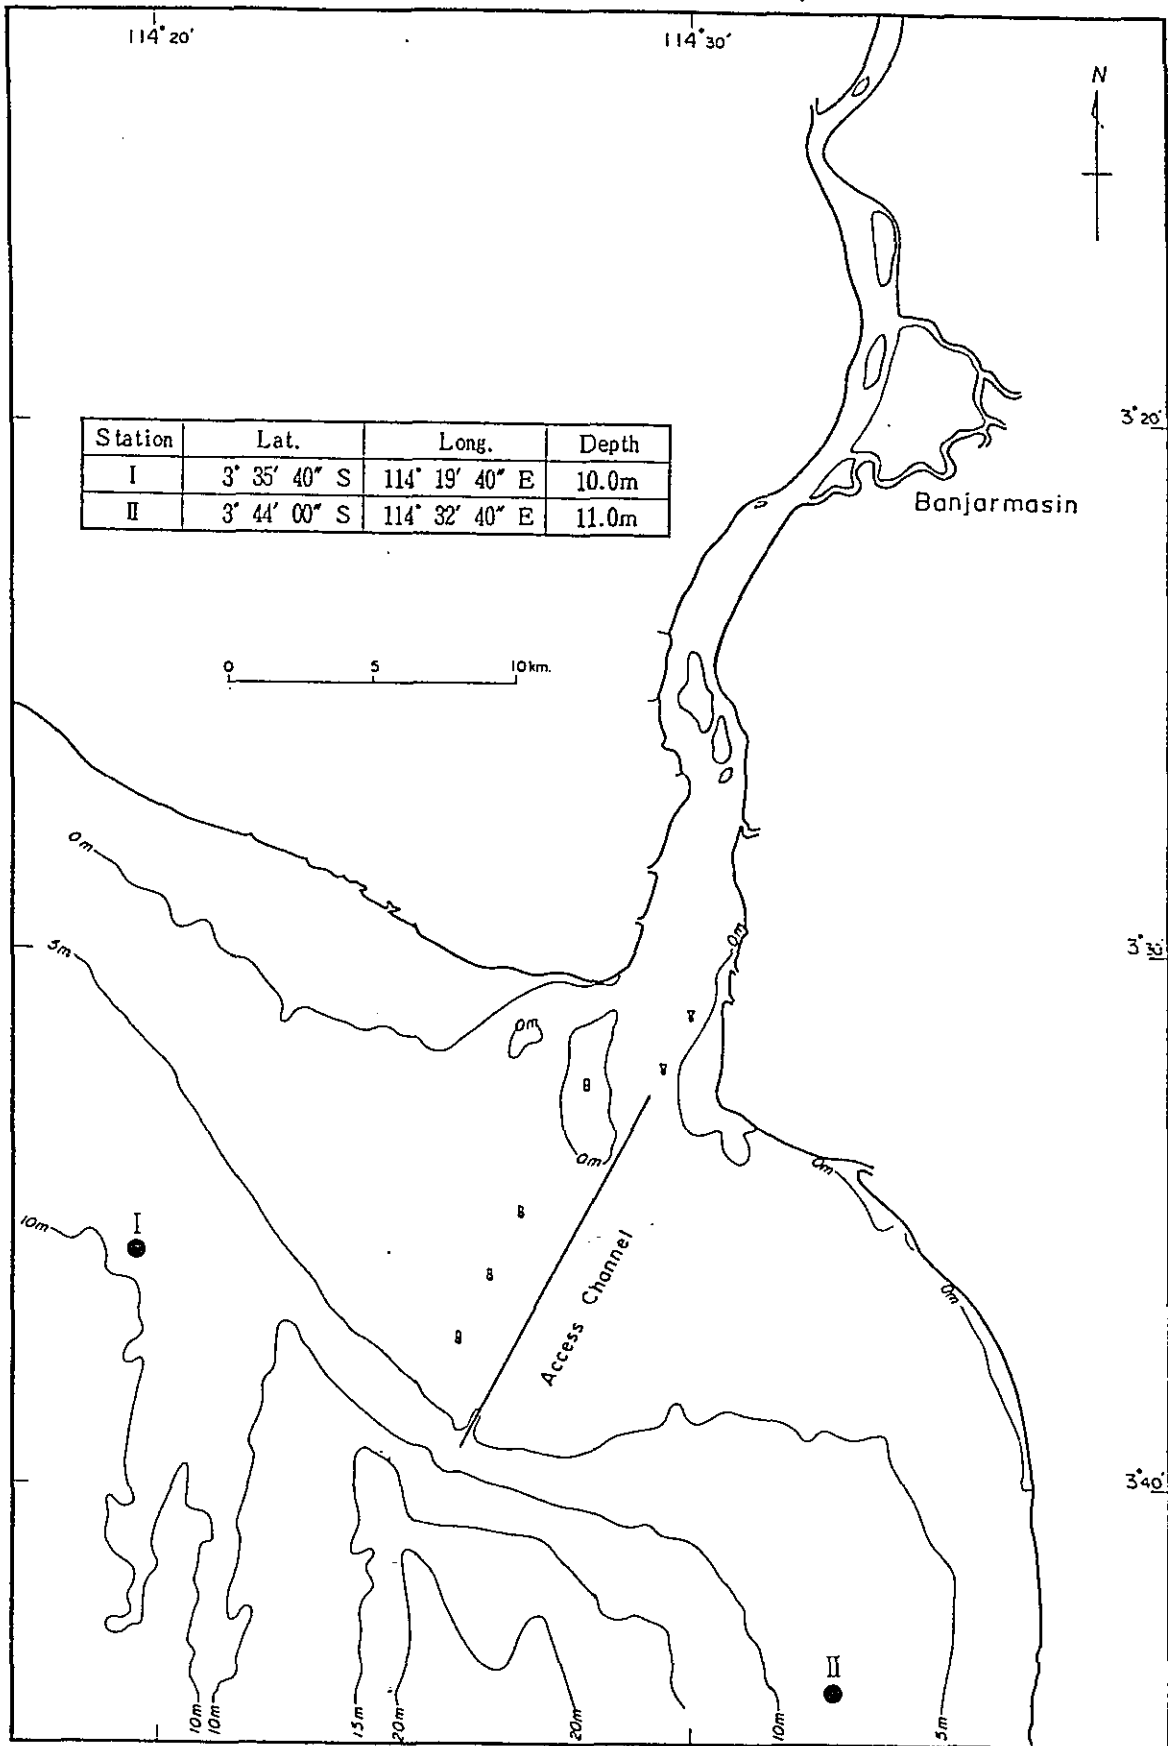 114° 20'
114° 30'
N
3° 20'
Station Lat. Long. Depth
I 3° 35' 40" S 114° 19' 40" E 10.0m
II 3° 44' 00" S 114° 32' 40" E 11.0m
Banjarmasin
0 5 10km.
0m
5m
0m
3° 30'
0m
0m
0m
10m
I
0m
Access Channel
3° 40'
II
10m
10m
15m
20m
20m
10m
5m